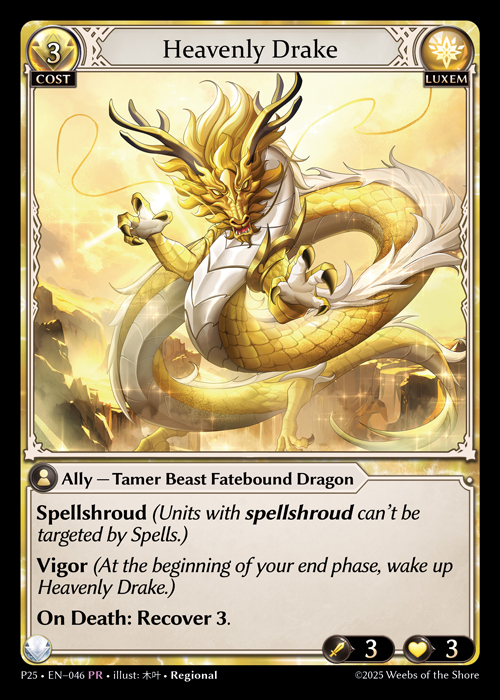 3
Heavenly Drake
COST
LUXEM
Ally — Tamer Beast Fatebound Dragon
Spellshroud (Units with spellshroud can't be
targeted by Spells.)
Vigor (At the beginning of your end phase, wake up
Heavenly Drake.)
On Death: Recover 3.
3
3
P25 • EN–046 PR • illust: 木叶 • Regional
©2025 Weebs of the Shore